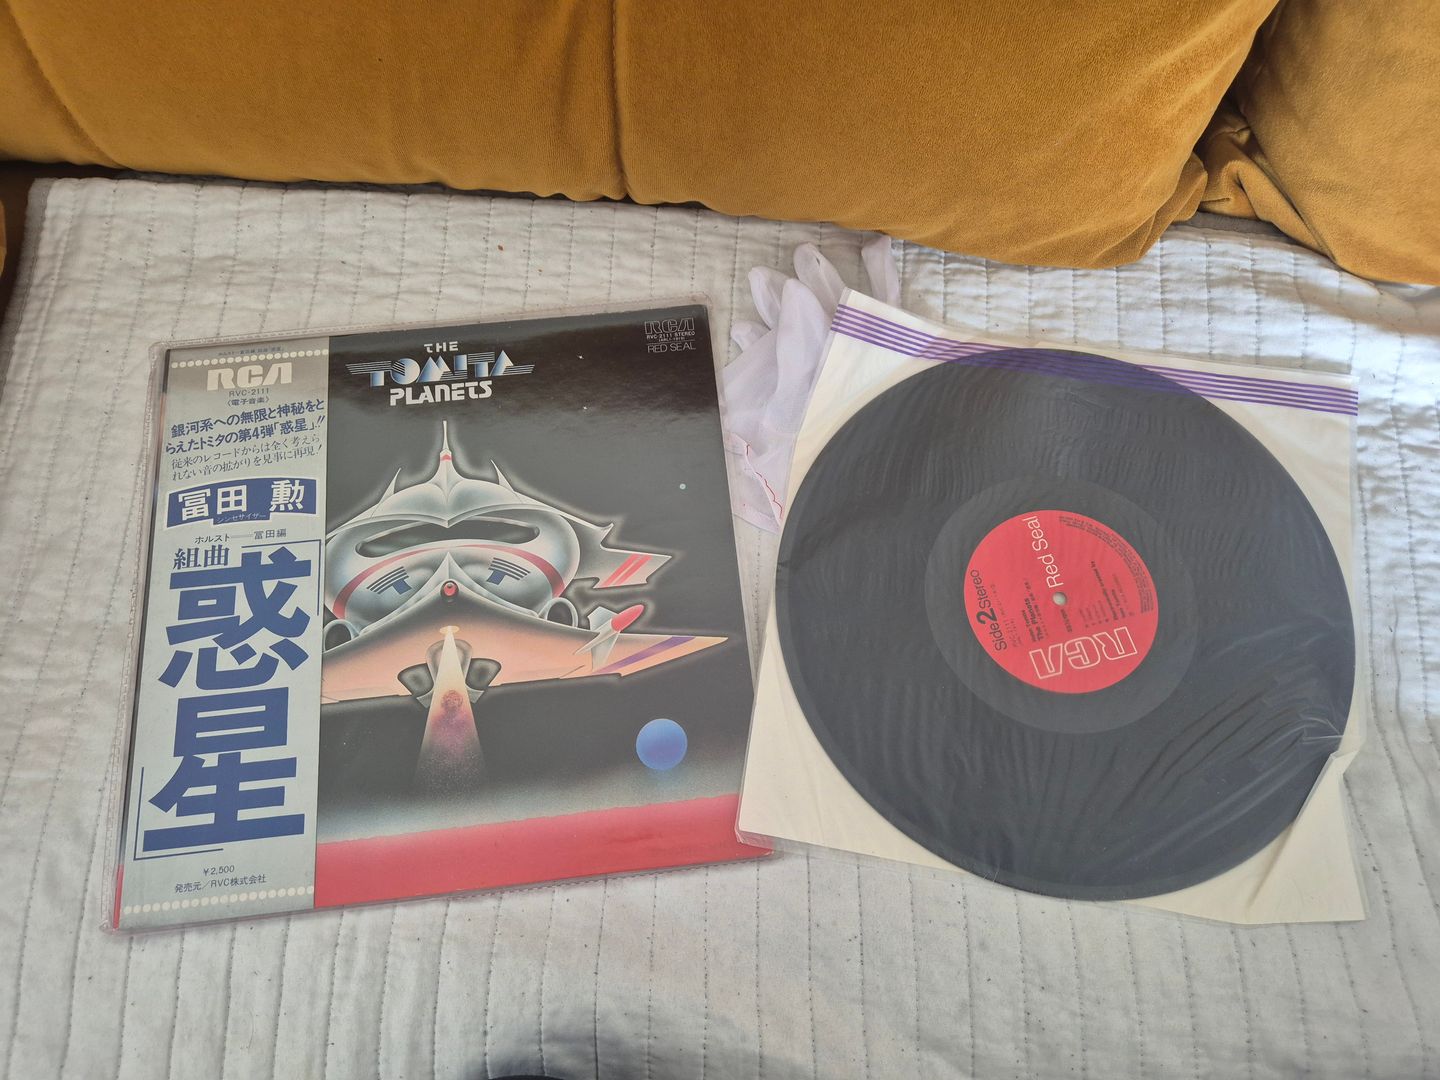 THE
TOMITA
PLANETS
RCA
RVC-2111 STEREO
RED SEAL
RCA
RVC-2111
〈電子音楽〉
銀河系への無限と神秘をと
らえたトミタの第4弾「惑星」!!
従来のレコードからは全く考えら
れない音の拡がりを見事に再現!
冨田 勲
シンセサイザー
ホルスト──冨田編
組曲
「惑星」
¥2,500
発売元/RVC株式会社
Side 2 Stereo
The Planets
Red Seal
RCA